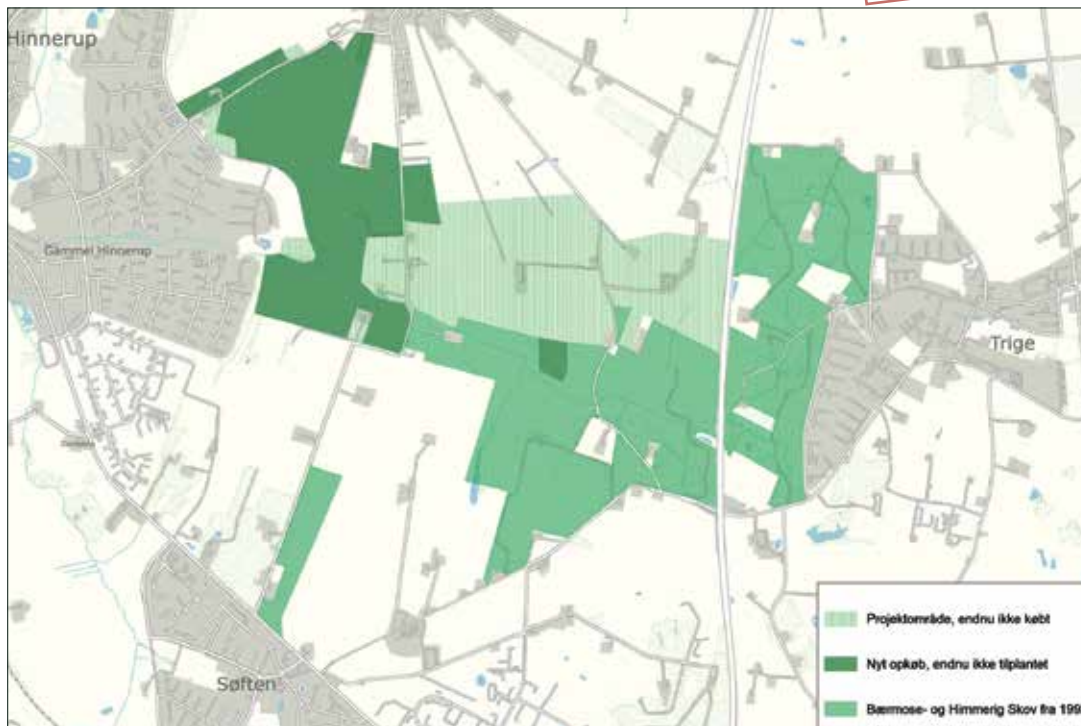 Hinnerup
Gammel Hinnerup
Trige
Søften
Projektområde, endnu ikke købt
Nyt opkøb, endnu ikke tilplantet
Bærmose- og Himmerig Skov fra 199